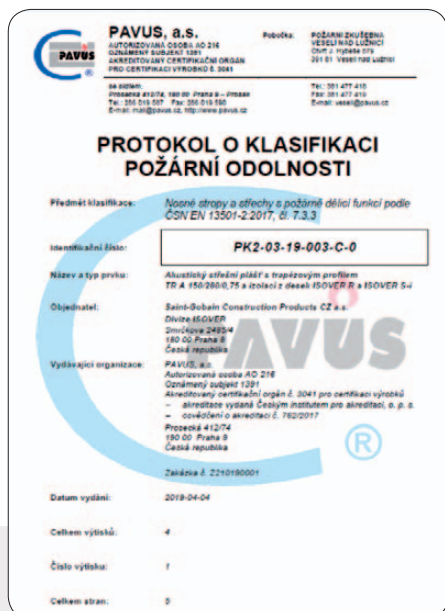 PAVUS
PAVUS, a.s.
AUTORIZOVANÁ OSOBA AO 216
OZNÁMENÝ SUBJEKT 1391
AKREDITOVANÝ CERTIFIKAČNÍ ORGÁN
PRO CERTIFIKACI VÝROBKŮ Č. 3041
Pobočka:
POŽÁRNÍ ZKUŠEBNA
VESELÍ NAD LUŽNICÍ
Čtvrť J. Hybeše 879
391 81 Veselí nad Lužnicí
se sídlem:
Prosecká 412/74, 190 00 Praha 9 – Prosek
Tel.: 286 019 587 Fax: 286 019 590
E-mail: mail@pavus.cz, http://www.pavus.cz
Tel.: 381 477 418
Fax: 381 477 419
E-mail: veseli@pavus.cz
PROTOKOL O KLASIFIKACI
POŽÁRNÍ ODOLNOSTI
Předmět klasifikace: Nosné stropy a střechy s požárně dělicí funkcí podle
ČSN EN 13501-2:2017, čl. 7.3.3
Identifikační číslo: PK2-03-19-003-C-0
Název a typ prvku: Akustický střešní plášť s trapézovým profilem
TR A 150/280/0,75 a izolací z desek ISOVER R a ISOVER S-i
Objednatel: Saint-Gobain Construction Products CZ a.s.
Divize ISOVER
Smrčkova 2485/4
180 00 Praha 8
Česká republika
Vydávající organizace: PAVUS, a.s.
Autorizovaná osoba AO 216
Oznámený subjekt 1391
Akreditovaný certifikační orgán č. 3041 pro certifikaci výrobků
– akreditace vydaná Českým institutem pro akreditaci, o. p. s.
– osvědčení o akreditaci č. 762/2017
Prosecká 412/74
190 00 Praha 9
Česká republika
Zakázka č. Z210190001
Datum vydání: 2019-04-04
Celkem výtisků: 4
Číslo výtisku: 1
Celkem stran: 5
PAVUS
®